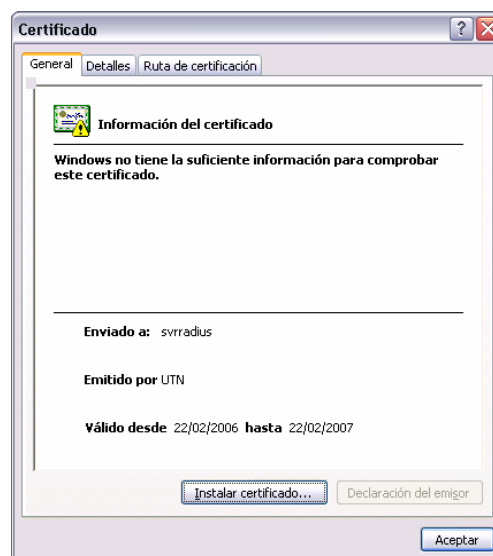 Certificado
General Detalles Ruta de certificación
Información del certificado
Windows no tiene la suficiente información para comprobar
este certificado.
Enviado a: svrradius
Emitido por UTN
Válido desde 22/02/2006 hasta 22/02/2007
Instalar certificado... Declaración del emisor
Aceptar